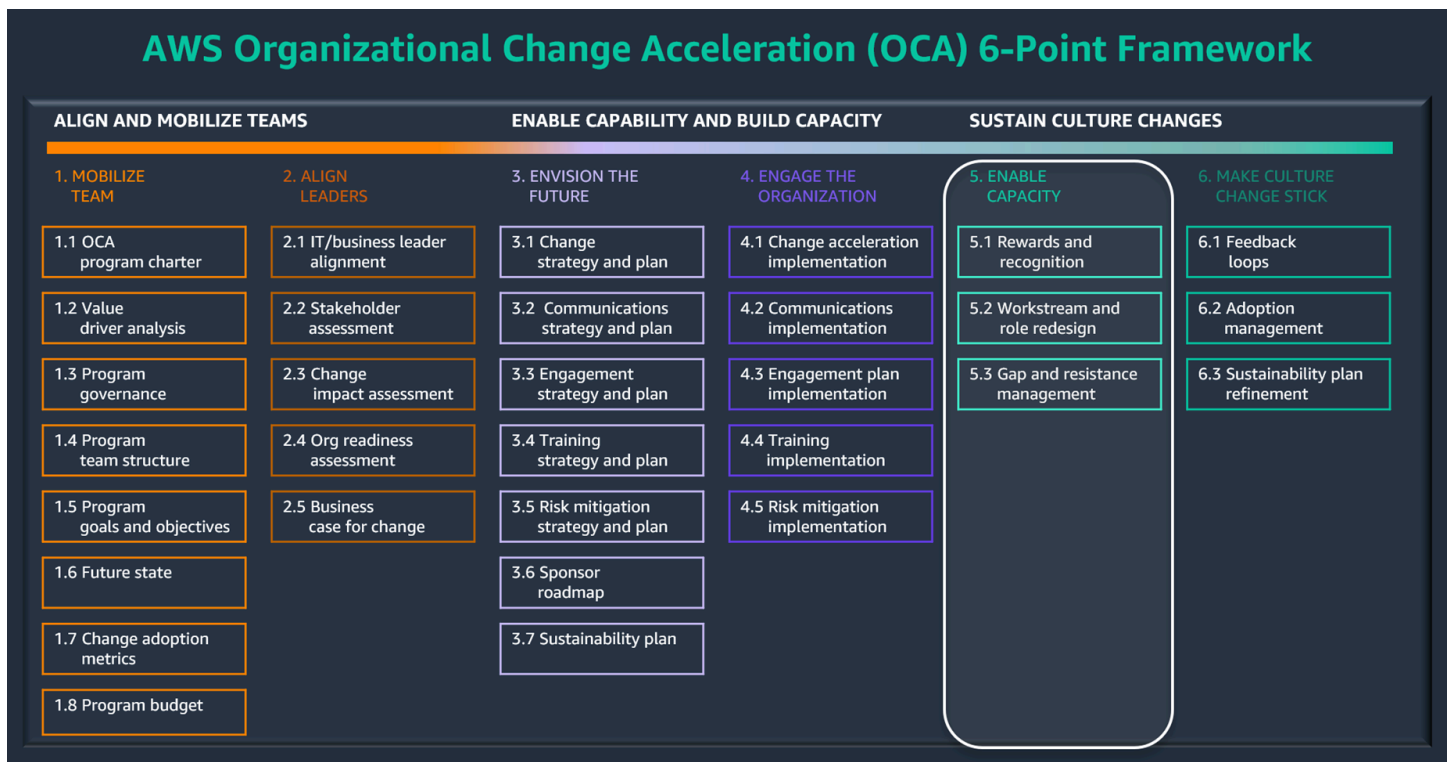 AWS Organizational Change Acceleration (OCA) 6-Point Framework
ALIGN AND MOBILIZE TEAMS
ENABLE CAPABILITY AND BUILD CAPACITY
SUSTAIN CULTURE CHANGES
1. MOBILIZE
TEAM
1.1 OCA
program charter
1.2 Value
driver analysis
1.3 Program
governance
1.4 Program
team structure
1.5 Program
goals and objectives
1.6 Future state
1.7 Change adoption
metrics
1.8 Program budget
2. ALIGN
LEADERS
2.1 IT/business leader
alignment
2.2 Stakeholder
assessment
2.3 Change
impact assessment
2.4 Org readiness
assessment
2.5 Business
case for change
3. ENVISION THE
FUTURE
3.1 Change
strategy and plan
3.2 Communications
strategy and plan
3.3 Engagement
strategy and plan
3.4 Training
strategy and plan
3.5 Risk mitigation
strategy and plan
3.6 Sponsor
roadmap
3.7 Sustainability plan
4. ENGAGE THE
ORGANIZATION
4.1 Change acceleration
implementation
4.2 Communications
implementation
4.3 Engagement plan
implementation
4.4 Training
implementation
4.5 Risk mitigation
implementation
5. ENABLE
CAPACITY
5.1 Rewards and
recognition
5.2 Workstream and
role redesign
5.3 Gap and resistance
management
6. MAKE CULTURE
CHANGE STICK
6.1 Feedback
loops
6.2 Adoption
management
6.3 Sustainability plan
refinement